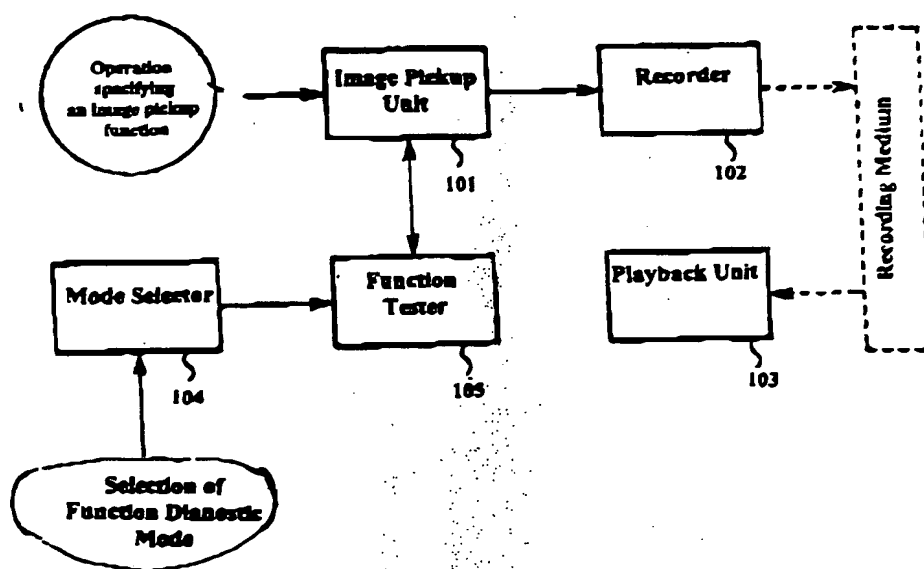 Operation
specifying
an image pickup
function
Image Pickup
Unit
101
Recorder
102
Recording Medium
Mode Selector
104
Function
Tester
105
Playback Unit
103
Selection of
Function Dianostic
Mode